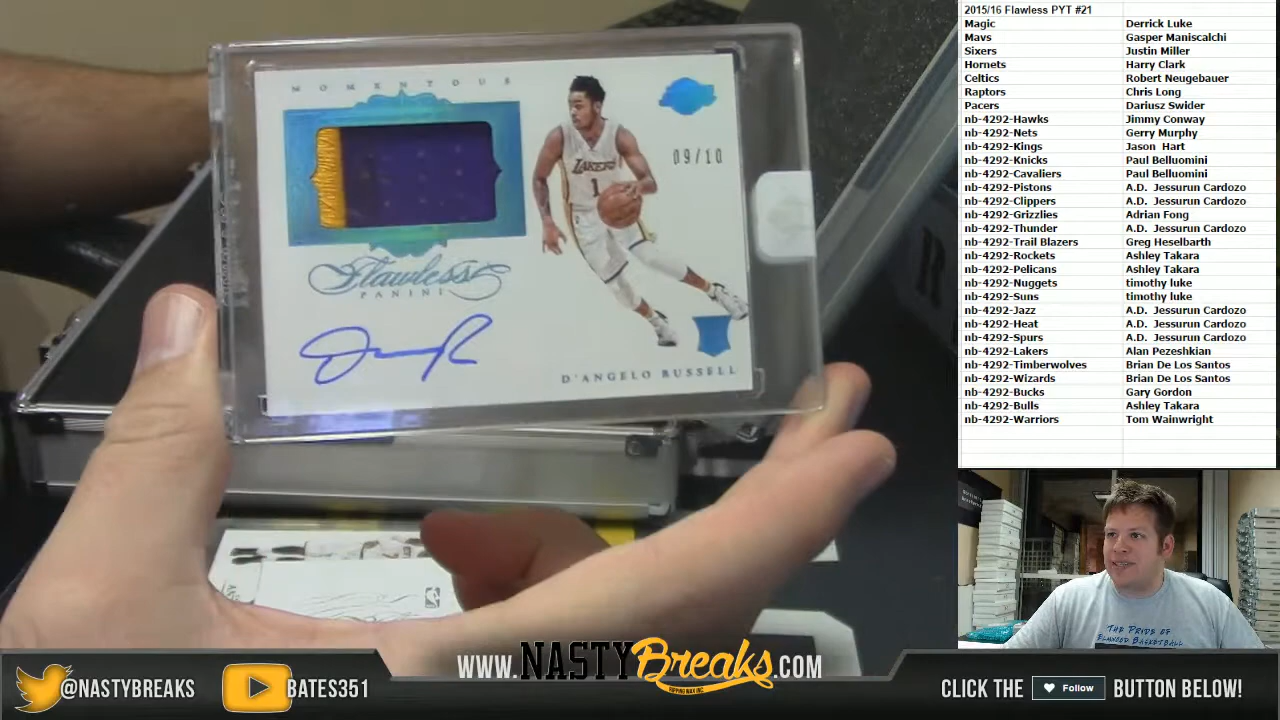 MOMENTOUS
09/10
LAKERS
1
Flawless
PANINI
D'ANGELO RUSSELL
2015/16 Flawless PYT #21
Magic Derrick Luke
Mavs Gasper Maniscalchi
Sixers Justin Miller
Hornets Harry Clark
Celtics Robert Neugebauer
Raptors Chris Long
Pacers Dariusz Swider
nb-4292-Hawks Jimmy Conway
nb-4292-Nets Gerry Murphy
nb-4292-Kings Jason Hart
nb-4292-Knicks Paul Belluomini
nb-4292-Cavaliers Paul Belluomini
nb-4292-Pistons A.D. Jessurun Cardozo
nb-4292-Clippers A.D. Jessurun Cardozo
nb-4292-Grizzlies Adrian Fong
nb-4292-Thunder A.D. Jessurun Cardozo
nb-4292-Trail Blazers Greg Heselbarth
nb-4292-Rockets Ashley Takara
nb-4292-Pelicans Ashley Takara
nb-4292-Nuggets timothy luke
nb-4292-Suns timothy luke
nb-4292-Jazz A.D. Jessurun Cardozo
nb-4292-Heat A.D. Jessurun Cardozo
nb-4292-Spurs A.D. Jessurun Cardozo
nb-4292-Lakers Alan Pezeshkian
nb-4292-Timberwolves Brian De Los Santos
nb-4292-Wizards Brian De Los Santos
nb-4292-Bucks Gary Gordon
nb-4292-Bulls Ashley Takara
nb-4292-Warriors Tom Wainwright
THE PRIDE OF
FLAWLESS BASKETBALL
@NASTYBREAKS
BATES351
WWW.NASTYBreaks.COM
RIPPING WAX INC
CLICK THE Follow BUTTON BELOW!